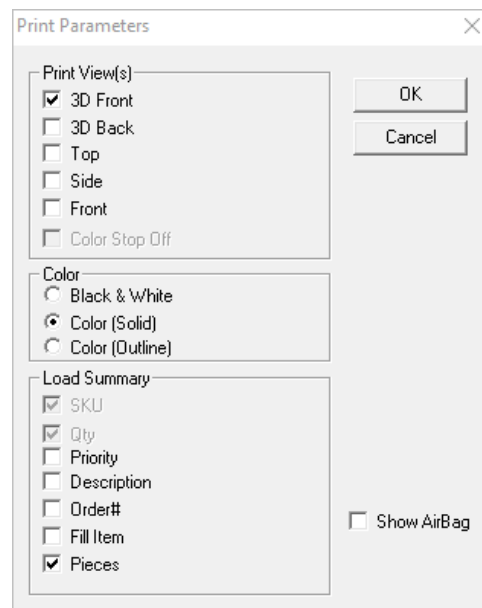 Print Parameters
Print View(s)
3D Front
3D Back
Top
Side
Front
Color Stop Off
OK
Cancel
Color
Black & White
Color (Solid)
Color (Outline)
Load Summary
SKU
Qty
Priority
Description
Order#
Fill Item
Pieces
Show AirBag